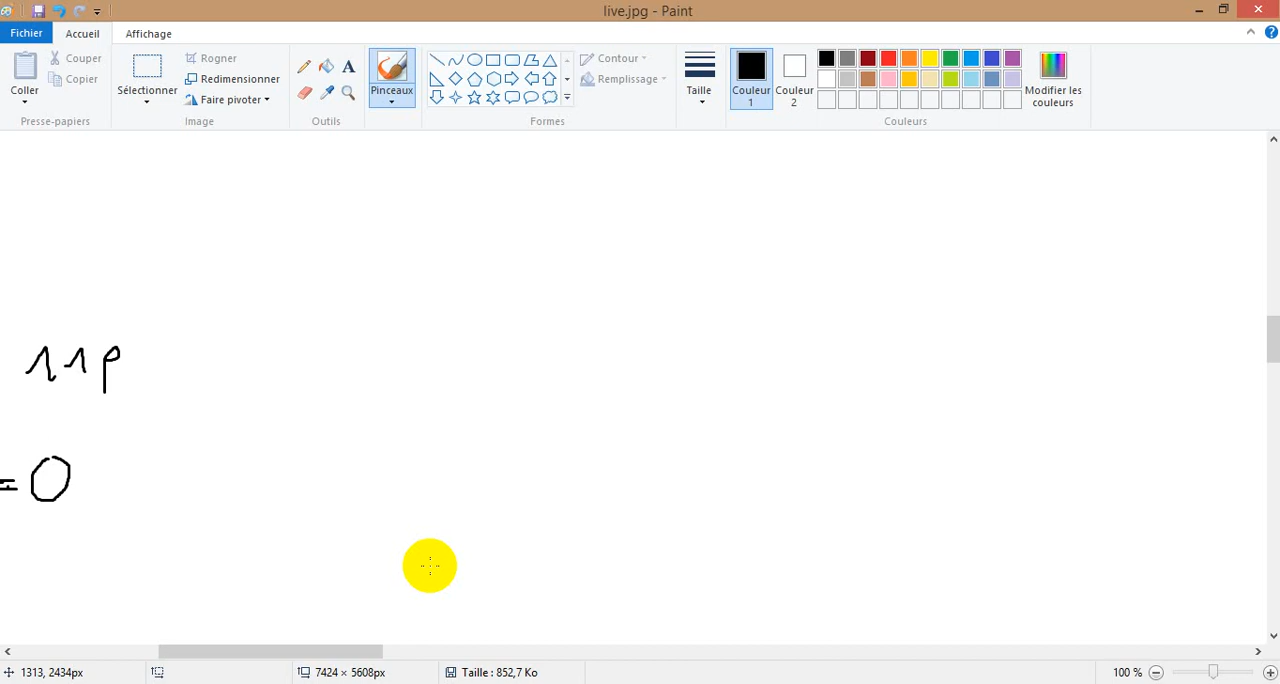 live.jpg - Paint
Fichier Accueil Affichage
Coller
Couper
Copier
Presse-papiers
Sélectionner
Rogner
Redimensionner
Faire pivoter
Image
A
Outils
Pinceaux
Contour
Remplissage
Formes
Taille
Couleur
1
Couleur
2
Modifier les
couleurs
Couleurs
11p
= 0
1313, 2434px
7424 × 5608px
Taille : 852,7 Ko
100 %